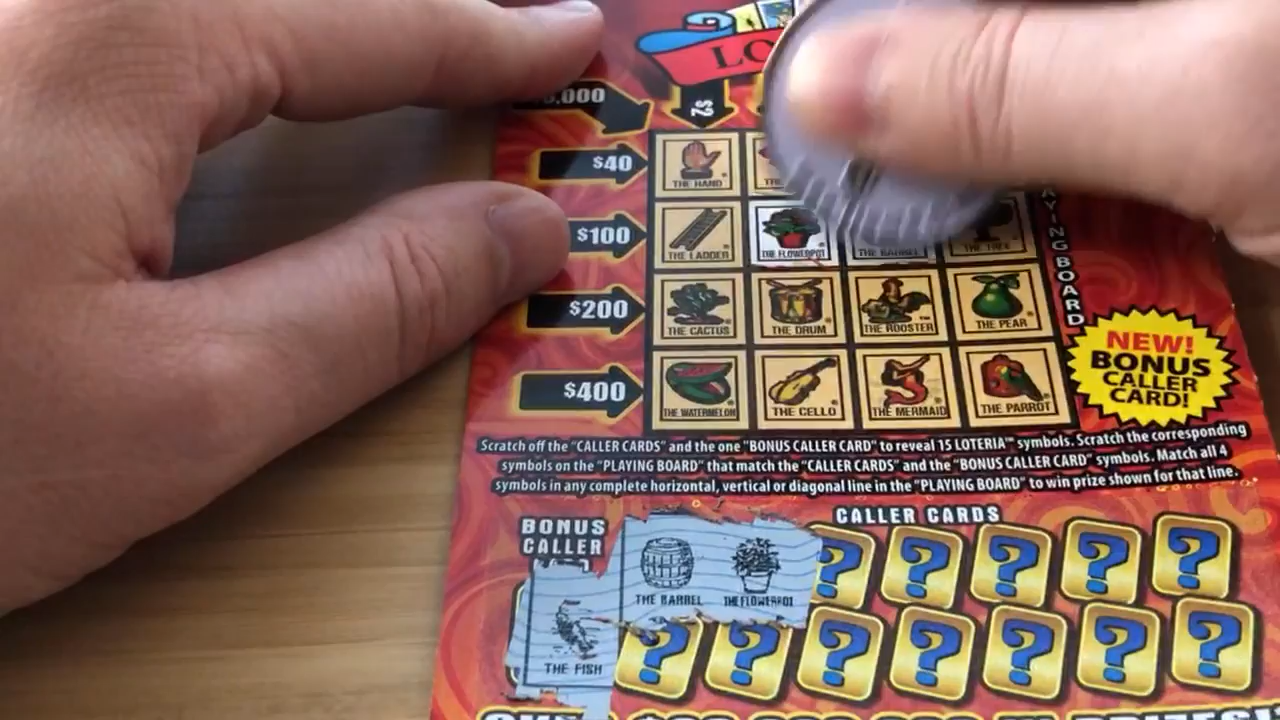 LO
,000
$2
$40
THE HAND
THE
$100
THE LADDER
THE FLOWERPOT
THE BARREL
THE TREE
$200
THE CACTUS
THE DRUM
THE ROOSTER
THE PEAR
$400
THE WATERMELON
THE CELLO
THE MERMAID
THE PARROT
AYING BOARD
NEW!
BONUS
CALLER
CARD!
Scratch off the "CALLER CARDS" and the one "BONUS CALLER CARD" to reveal 15 LOTERIA™ symbols. Scratch the corresponding
symbols on the "PLAYING BOARD" that match the "CALLER CARDS" and the "BONUS CALLER CARD" symbols. Match all 4
symbols in any complete horizontal, vertical or diagonal line in the "PLAYING BOARD" to win prize shown for that line.
BONUS
CALLER
CALLER CARDS
THE BARREL
THE FLOWERPOT
? ? ? ? ?
THE FISH
? ? ? ? ? ? ?